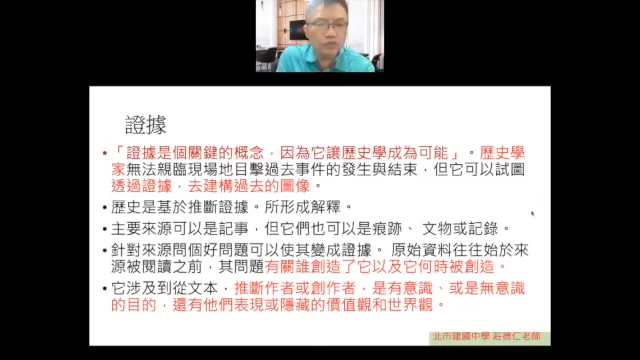 證據
•「證據是個關鍵的概念，因為它讓歷史學成為可能」。歷史學
家無法親臨現場地目擊過去事件的發生與結束，但它可以試圖
透過證據，去建構過去的圖像。
•歷史是基於推斷證據。所形成解釋。
•主要來源可以是記事，但它們也可以是痕跡、 文物或記錄。
•針對來源問個好問題可以使其變成證據。 原始資料往往始於來
源被閱讀之前，其問題有關誰創造了它以及它何時被創造。
•它涉及到從文本，推斷作者或創作者，是有意識、或是無意識
的目的，還有他們表現或隱藏的價值觀和世界觀。
北市建國中學 莊德仁老師